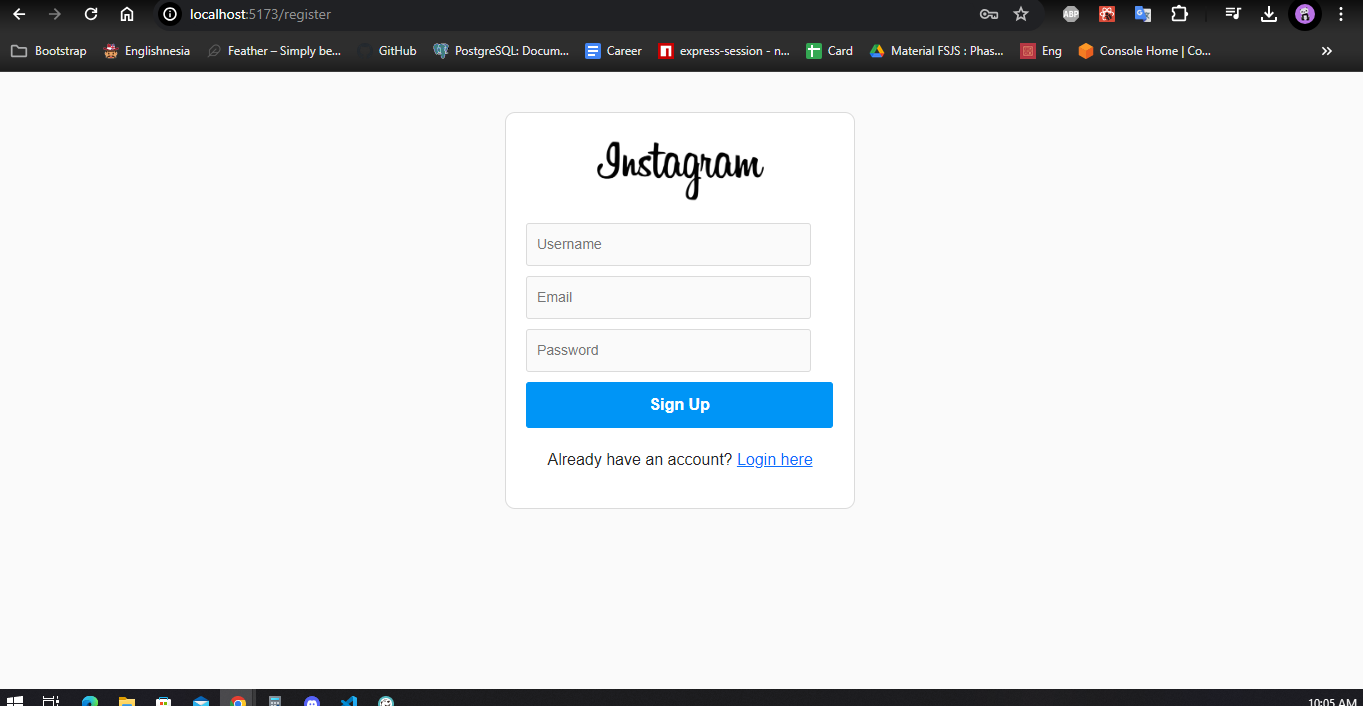 localhost:5173/register
ABP
Bootstrap Englishnesia Feather – Simply be... GitHub PostgreSQL: Docum... Career express-session - n... Card Material FSJS : Phas... Eng Console Home | Co... »
Instagram
Username
Email
Password
Sign Up
Already have an account? Login here
10:05 AM